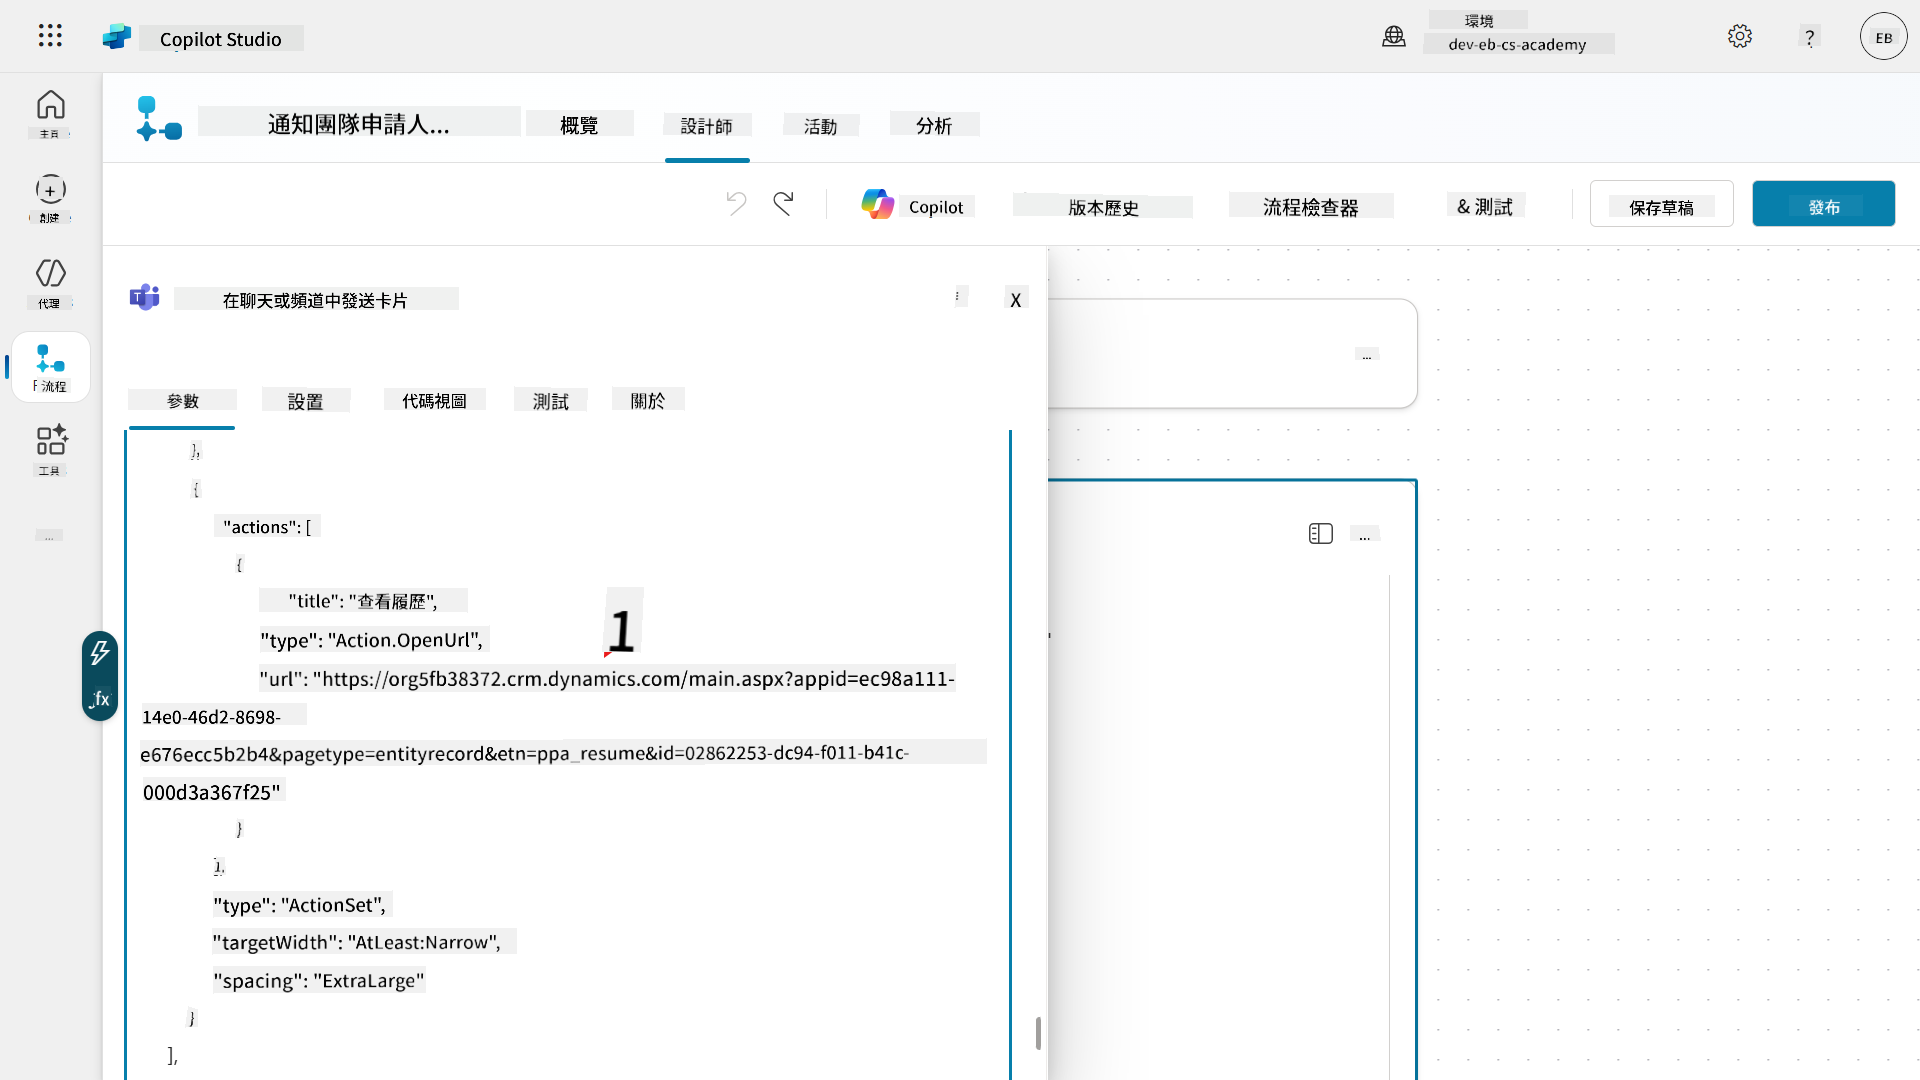 Copilot Studio
環境
dev-eb-cs-academy
?
EB
主頁
創建
代理
流程
工具
...
通知團隊申請人...
概覽
設計師
活動
分析
Copilot
版本歷史
流程檢查器
& 測試
保存草稿
發布
在聊天或頻道中發送卡片
X
參數
設置
代碼視圖
測試
關於
},
{
"actions": [
{
"title": "查看履歷",
"type": "Action.OpenUrl",
1
"url": "https://org5fb38372.crm.dynamics.com/main.aspx?appid=ec98a111-
14e0-46d2-8698-
e676ecc5b2b4&pagetype=entityrecord&etn=ppa_resume&id=02862253-dc94-f011-b41c-
000d3a367f25"
}
"type": "ActionSet",
"targetWidth": "AtLeast:Narrow",
"spacing": "ExtraLarge"
}
],
fx
...
...